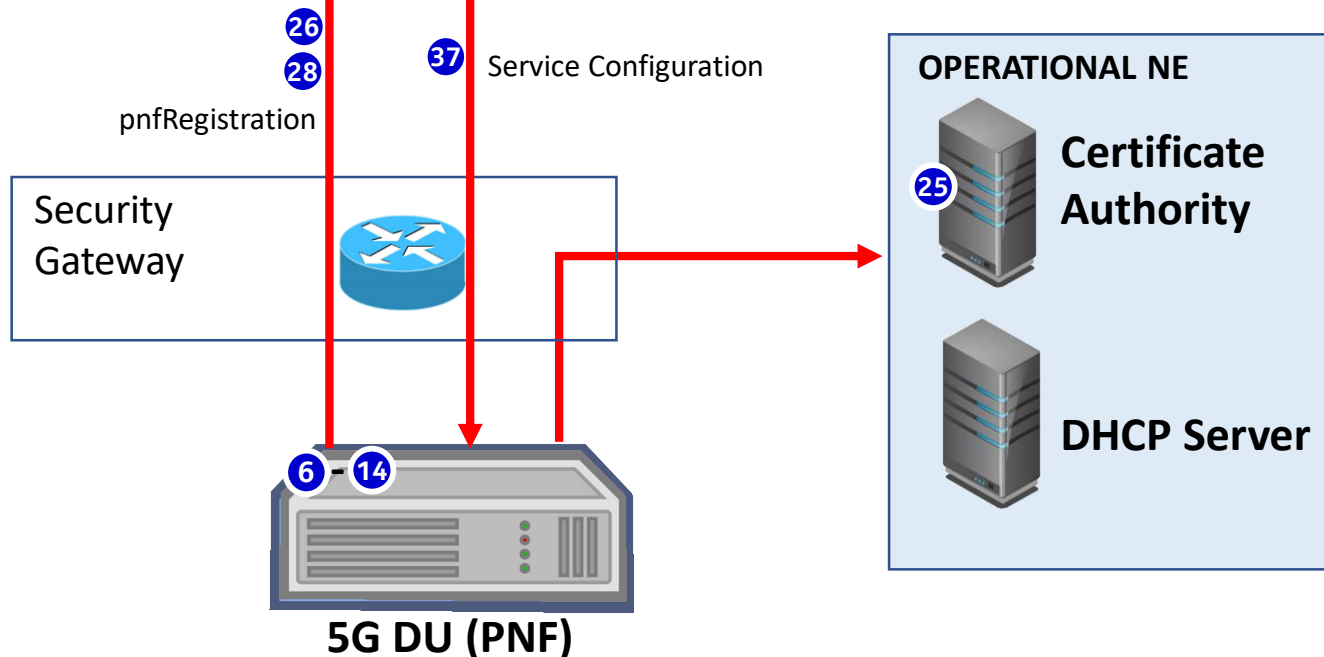 26
28
37
Service Configuration
pnfRegistration
OPERATIONAL NE
Certificate
Authority
25
Security
Gateway
DHCP Server
6 - 14
5G DU (PNF)